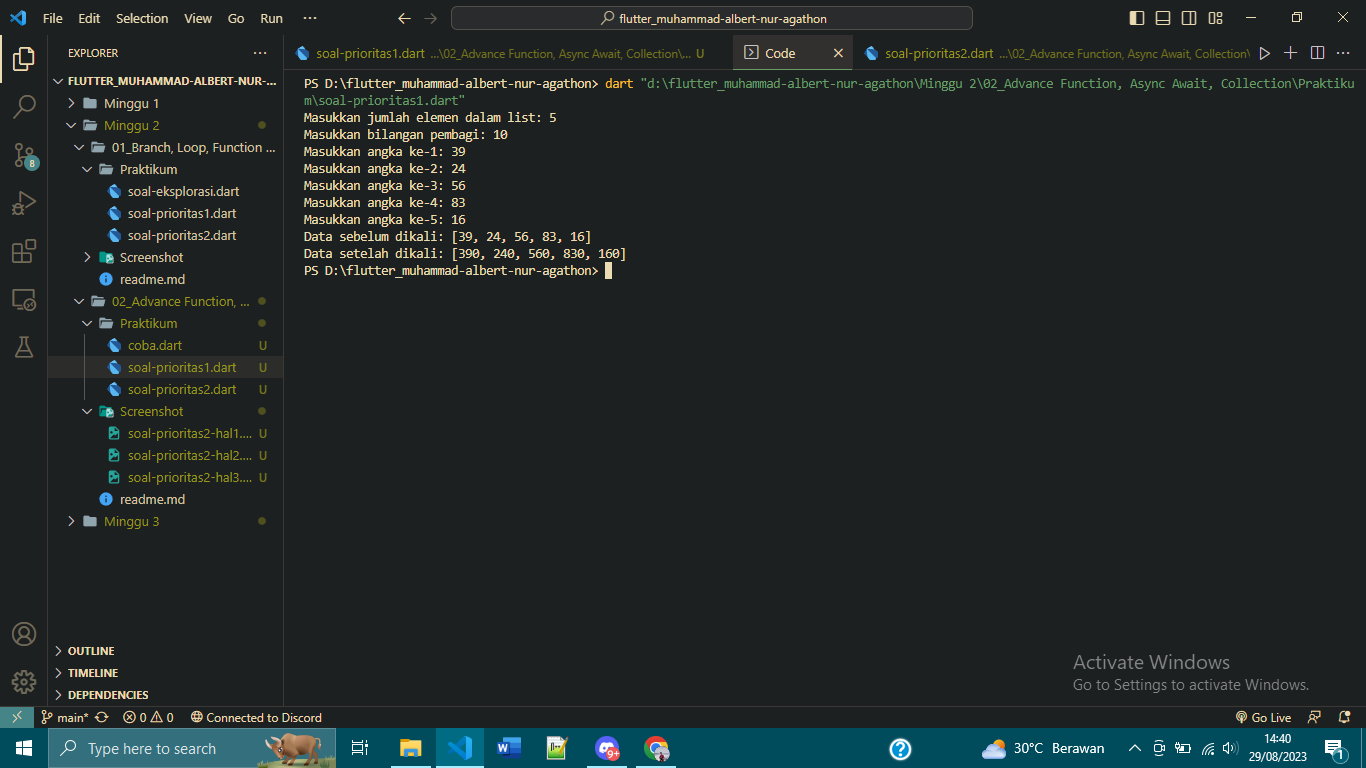 File Edit Selection View Go Run ··· flutter_muhammad-albert-nur-agathon
EXPLORER ···
FLUTTER_MUHAMMAD-ALBERT-NUR-...
Minggu 1
Minggu 2
01_Branch, Loop, Function ...
Praktikum
soal-eksplorasi.dart
soal-prioritas1.dart
soal-prioritas2.dart
Screenshot
readme.md
02_Advance Function, ...
Praktikum
coba.dart U
soal-prioritas1.dart U
soal-prioritas2.dart U
Screenshot
soal-prioritas2-hal1.... U
soal-prioritas2-hal2.... U
soal-prioritas2-hal3.... U
readme.md
Minggu 3
OUTLINE
TIMELINE
DEPENDENCIES
8
soal-prioritas1.dart ...\02_Advance Function, Async Await, Collection\... U Code soal-prioritas2.dart ...\02_Advance Function, Async Await, Collection\
PS D:\flutter_muhammad-albert-nur-agathon> dart "d:\flutter_muhammad-albert-nur-agathon\Minggu 2\02_Advance Function, Async Await, Collection\Praktiku
m\soal-prioritas1.dart"
Masukkan jumlah elemen dalam list: 5
Masukkan bilangan pembagi: 10
Masukkan angka ke-1: 39
Masukkan angka ke-2: 24
Masukkan angka ke-3: 56
Masukkan angka ke-4: 83
Masukkan angka ke-5: 16
Data sebelum dikali: [39, 24, 56, 83, 16]
Data setelah dikali: [390, 240, 560, 830, 160]
PS D:\flutter_muhammad-albert-nur-agathon>
Activate Windows
Go to Settings to activate Windows.
main* 0 0 Connected to Discord Go Live
Type here to search 9+ 30°C Berawan 14:40
29/08/2023 1